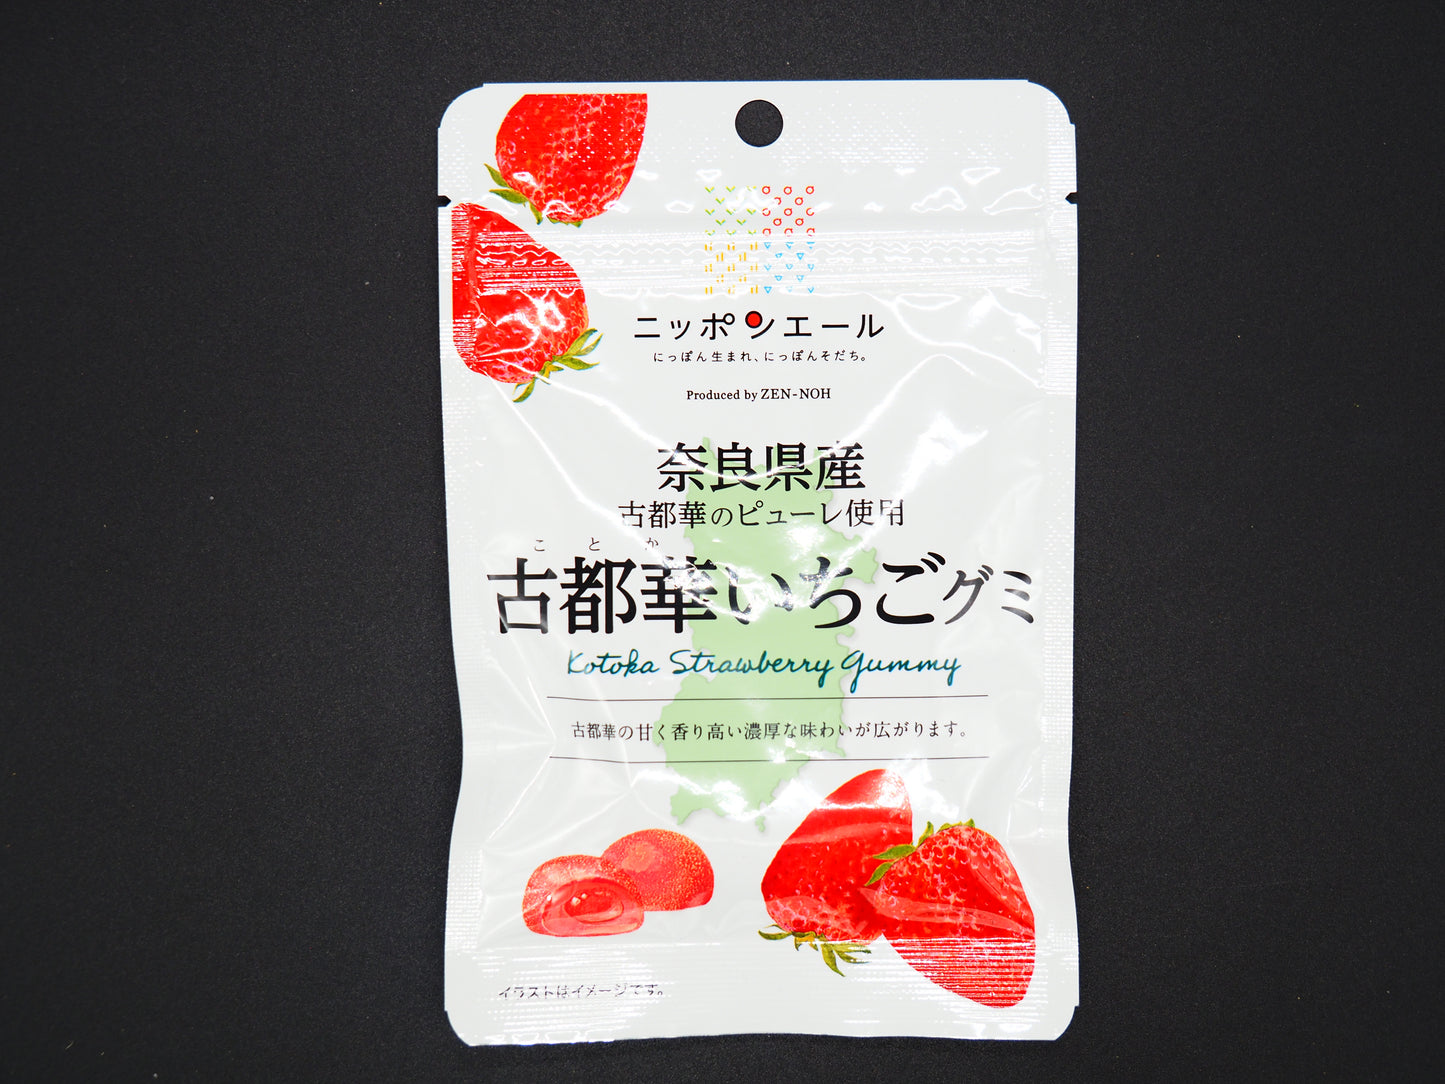 ニッポンエール
にっぽん生まれ、にっぽんそだち。
Produced by ZEN-NOH
奈良県産
古都華のピューレ使用
ことか
古都華いちごグミ
Kotoka Strawberry Gummy
古都華の甘く香り高い濃厚な味わいが広がります。
イラストはイメージです。